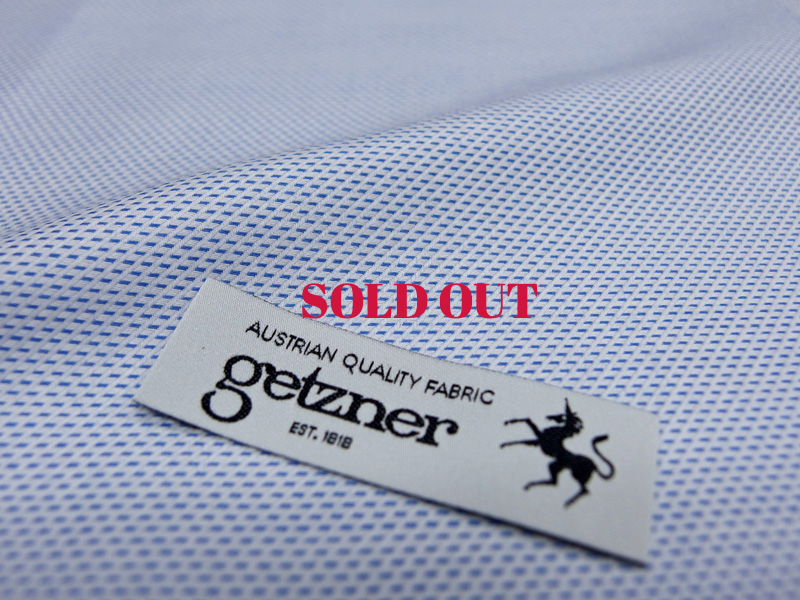 SOLD OUT
AUSTRIAN QUALITY FABRIC
getzner
EST. 1818